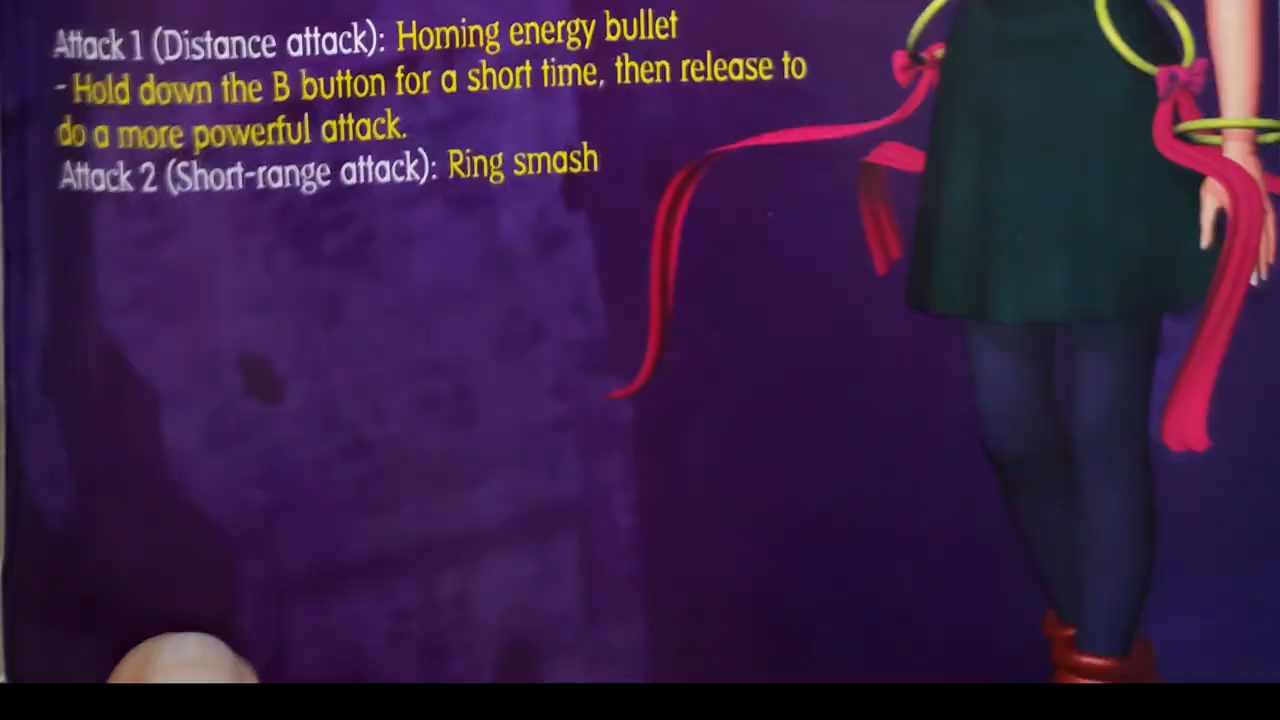 Attack 1 (Distance attack): Homing energy bullet
- Hold down the B button for a short time, then release to
do a more powerful attack.
Attack 2 (Short-range attack): Ring smash